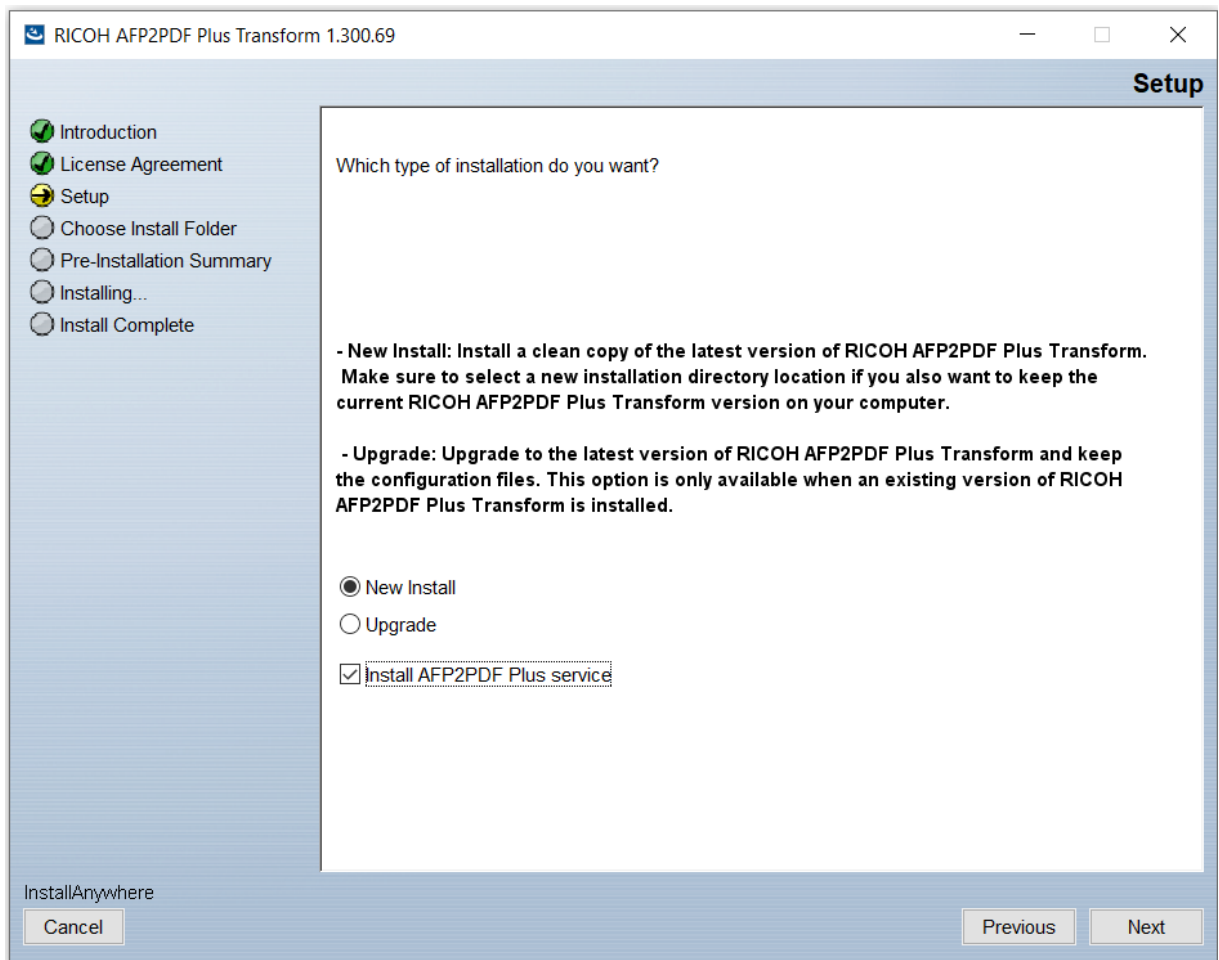 RICOH AFP2PDF Plus Transform 1.300.69
Setup
Introduction
License Agreement
Setup
Choose Install Folder
Pre-Installation Summary
Installing...
Install Complete
Which type of installation do you want?
- New Install: Install a clean copy of the latest version of RICOH AFP2PDF Plus Transform.
Make sure to select a new installation directory location if you also want to keep the
current RICOH AFP2PDF Plus Transform version on your computer.
- Upgrade: Upgrade to the latest version of RICOH AFP2PDF Plus Transform and keep
the configuration files. This option is only available when an existing version of RICOH
AFP2PDF Plus Transform is installed.
New Install
Upgrade
Install AFP2PDF Plus service
InstallAnywhere
Cancel
Previous
Next